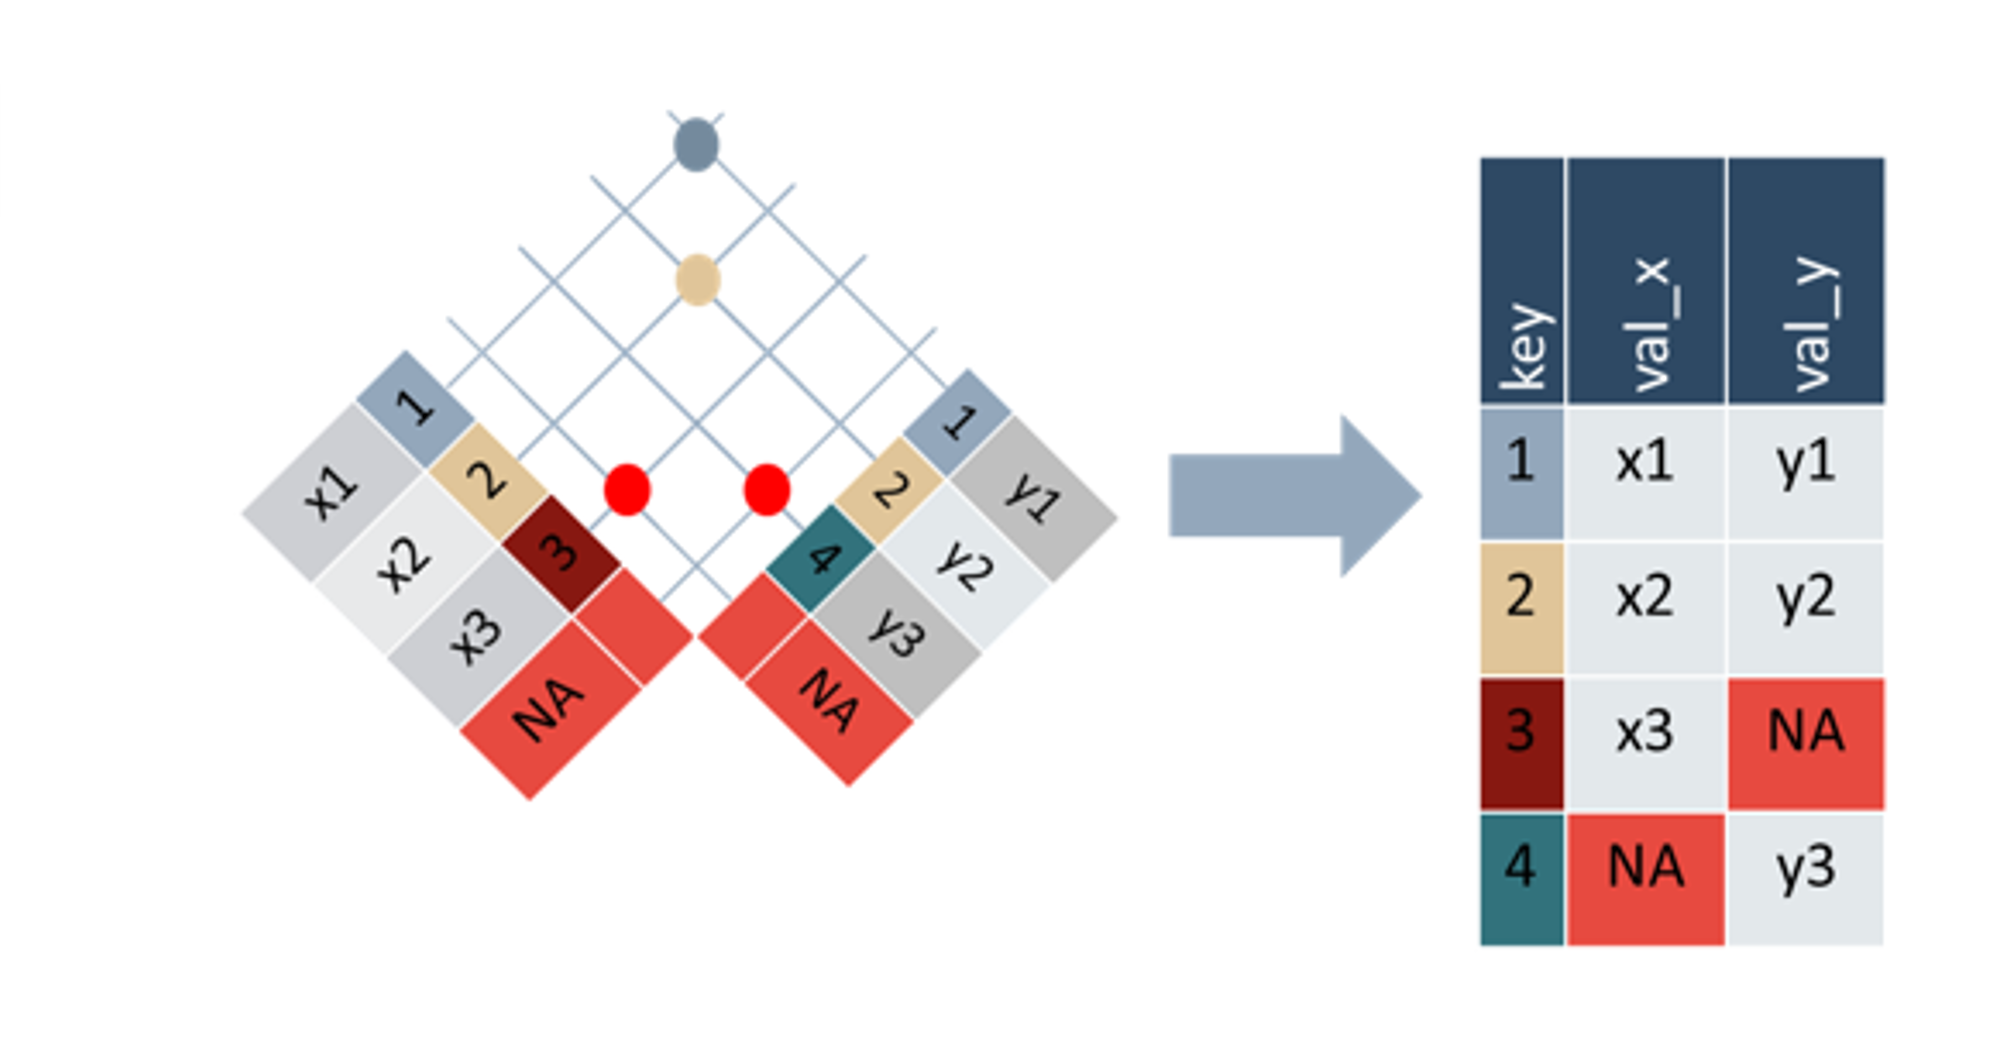 1
x1
2
x2
3
x3
NA
1
y1
2
y2
4
y3
NA
key val_x val_y
1 x1 y1
2 x2 y2
3 x3 NA
4 NA y3